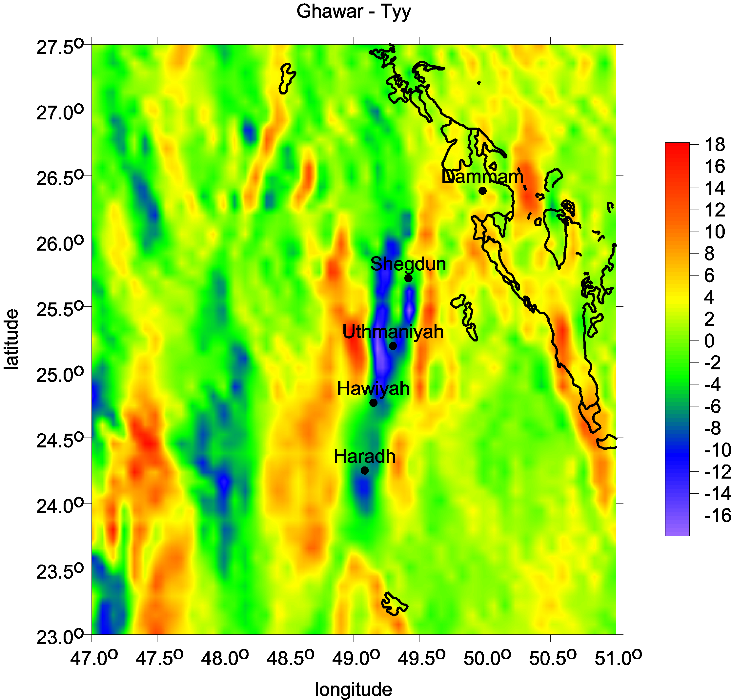 Ghawar - Tyy
27.5º
27.0º
26.5º
26.0º
25.5º
25.0º
24.5º
24.0º
23.5º
23.0º
latitude
Dammam
Shegdun
Uthmaniyah
Hawiyah
Haradh
47.0º 47.5º 48.0º 48.5º 49.0º 49.5º 50.0º 50.5º 51.0º
longitude
18
16
14
12
10
8
6
4
2
0
-2
-4
-6
-8
-10
-12
-14
-16